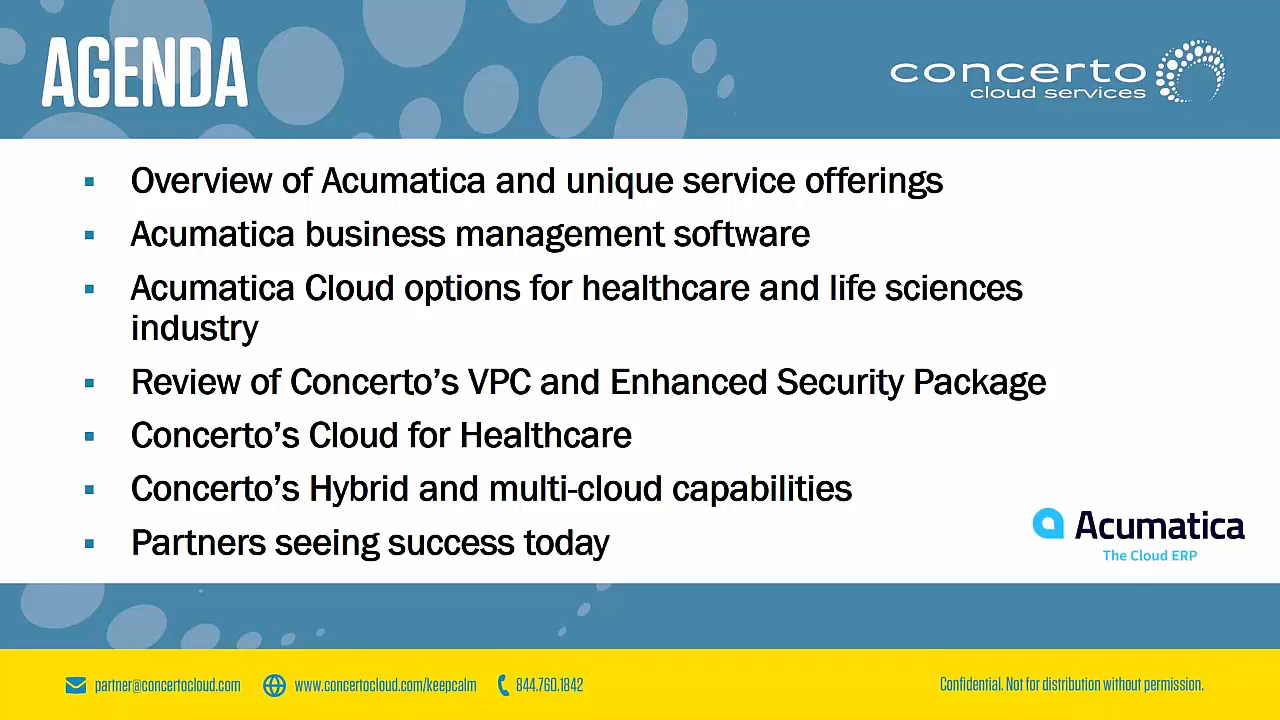 AGENDA
concerto
cloud services
▪ Overview of Acumatica and unique service offerings
▪ Acumatica business management software
▪ Acumatica Cloud options for healthcare and life sciences
industry
▪ Review of Concerto’s VPC and Enhanced Security Package
▪ Concerto’s Cloud for Healthcare
▪ Concerto’s Hybrid and multi-cloud capabilities
▪ Partners seeing success today
Acumatica
The Cloud ERP
partner@concertocloud.com www.concertocloud.com/keepcalm 844.760.1842 Confidential. Not for distribution without permission.